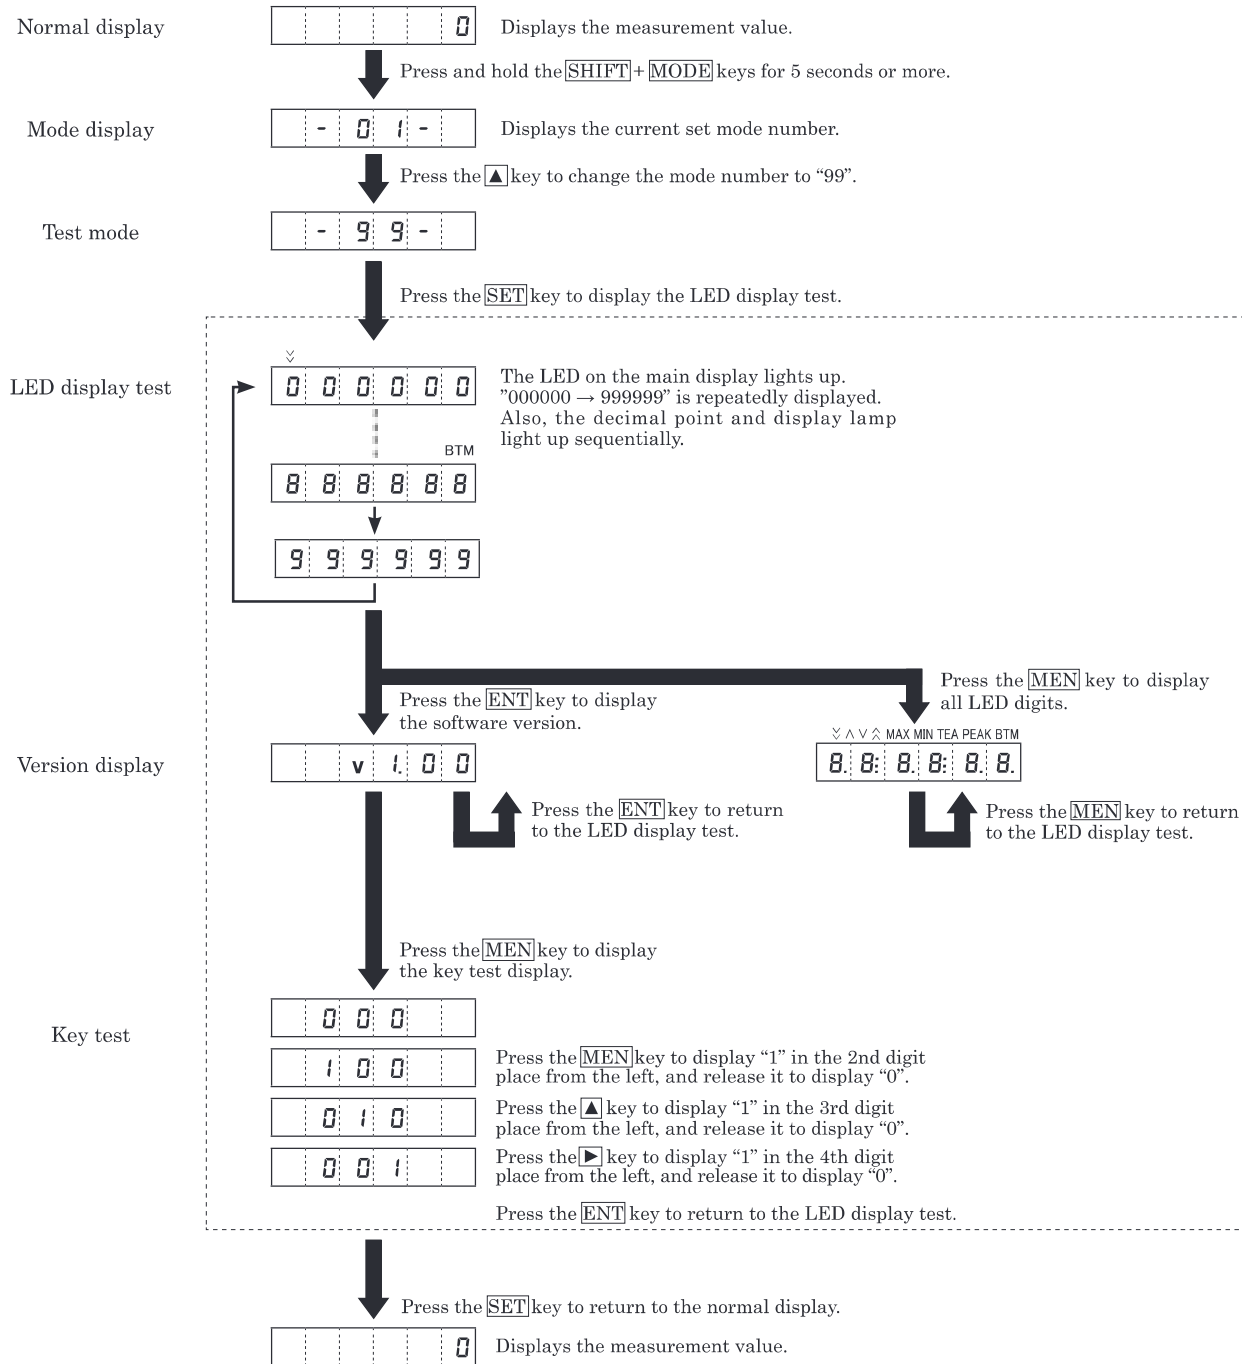 Normal display
0
Displays the measurement value.
Press and hold the SHIFT + MODE keys for 5 seconds or more.
Mode display
- 0 1 -
Displays the current set mode number.
Press the ▲ key to change the mode number to “99”.
Test mode
- 9 9 -
Press the SET key to display the LED display test.
LED display test
0 0 0 0 0 0
The LED on the main display lights up.
”000000 → 999999” is repeatedly displayed.
Also, the decimal point and display lamp
light up sequentially.
BTM
8 8 8 8 8 8
9 9 9 9 9 9
Press the ENT key to display
the software version.
Press the MEN key to display
all LED digits.
MAX MIN TEA PEAK BTM
Version display
v 1. 0 0
8. 8: 8. 8: 8. 8.
Press the ENT key to return
to the LED display test.
Press the MEN key to return
to the LED display test.
Press the MEN key to display
the key test display.
Key test
0 0 0
1 0 0
Press the MEN key to display “1” in the 2nd digit
place from the left, and release it to display “0”.
0 1 0
Press the ▲ key to display “1” in the 3rd digit
place from the left, and release it to display “0”.
0 0 1
Press the ▶ key to display “1” in the 4th digit
place from the left, and release it to display “0”.
Press the ENT key to return to the LED display test.
Press the SET key to return to the normal display.
0
Displays the measurement value.